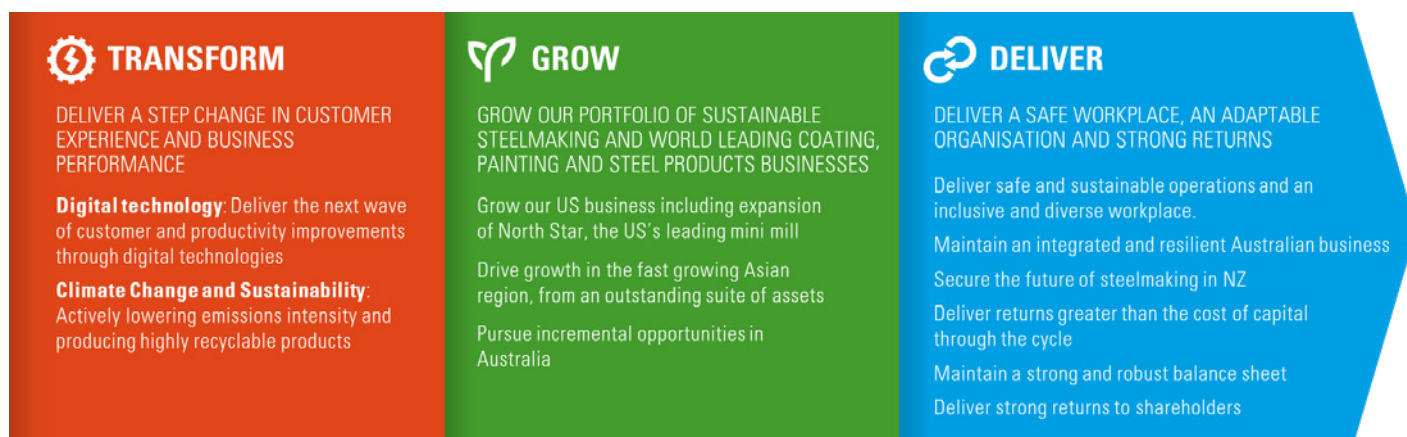 TRANSFORM
DELIVER A STEP CHANGE IN CUSTOMER
EXPERIENCE AND BUSINESS
PERFORMANCE
Digital technology: Deliver the next wave
of customer and productivity improvements
through digital technologies
Climate Change and Sustainability:
Actively lowering emissions intensity and
producing highly recyclable products
GROW
GROW OUR PORTFOLIO OF SUSTAINABLE
STEELMAKING AND WORLD LEADING COATING,
PAINTING AND STEEL PRODUCTS BUSINESSES
Grow our US business including expansion
of North Star, the US's leading mini mill
Drive growth in the fast growing Asian
region, from an outstanding suite of assets
Pursue incremental opportunities in
Australia
DELIVER
DELIVER A SAFE WORKPLACE, AN ADAPTABLE
ORGANISATION AND STRONG RETURNS
Deliver safe and sustainable operations and an
inclusive and diverse workplace.
Maintain an integrated and resilient Australian business
Secure the future of steelmaking in NZ
Deliver returns greater than the cost of capital
through the cycle
Maintain a strong and robust balance sheet
Deliver strong returns to shareholders